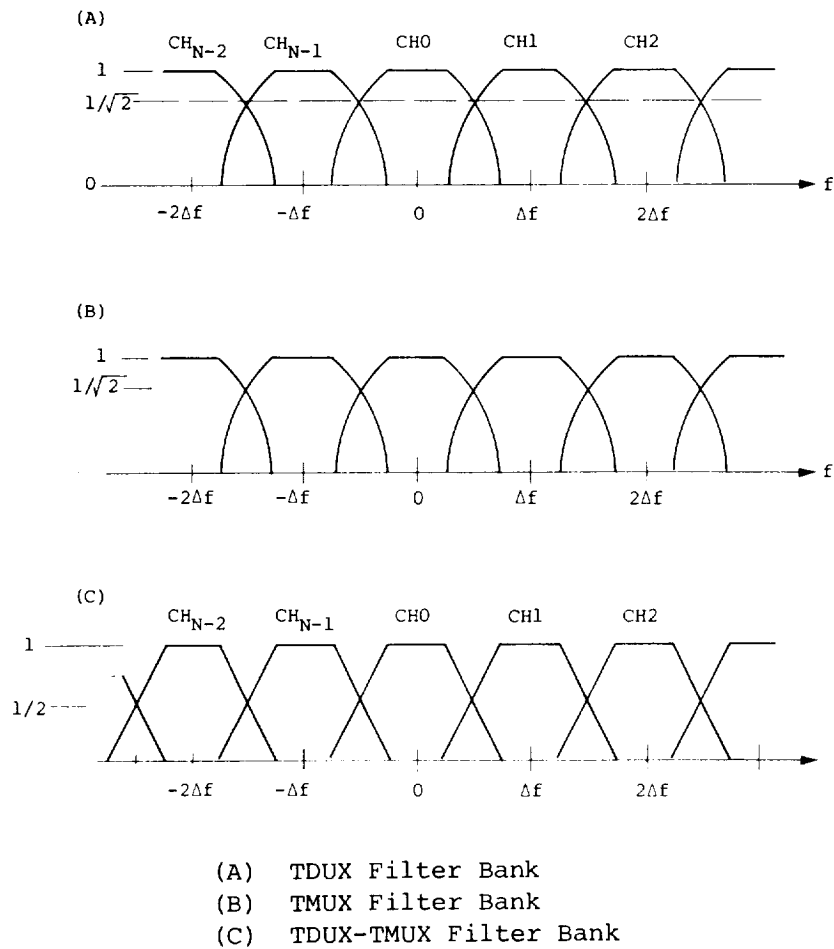 (A)
CH_{N-2} CH_{N-1} CH0 CH1 CH2
1
1/√2
0
f
-2Δf -Δf 0 Δf 2Δf
(B)
1
1/√2
f
-2Δf -Δf 0 Δf 2Δf
(C)
CH_{N-2} CH_{N-1} CH0 CH1 CH2
1
1/2
f
-2Δf -Δf 0 Δf 2Δf
(A) TDUX Filter Bank
(B) TMUX Filter Bank
(C) TDUX-TMUX Filter Bank